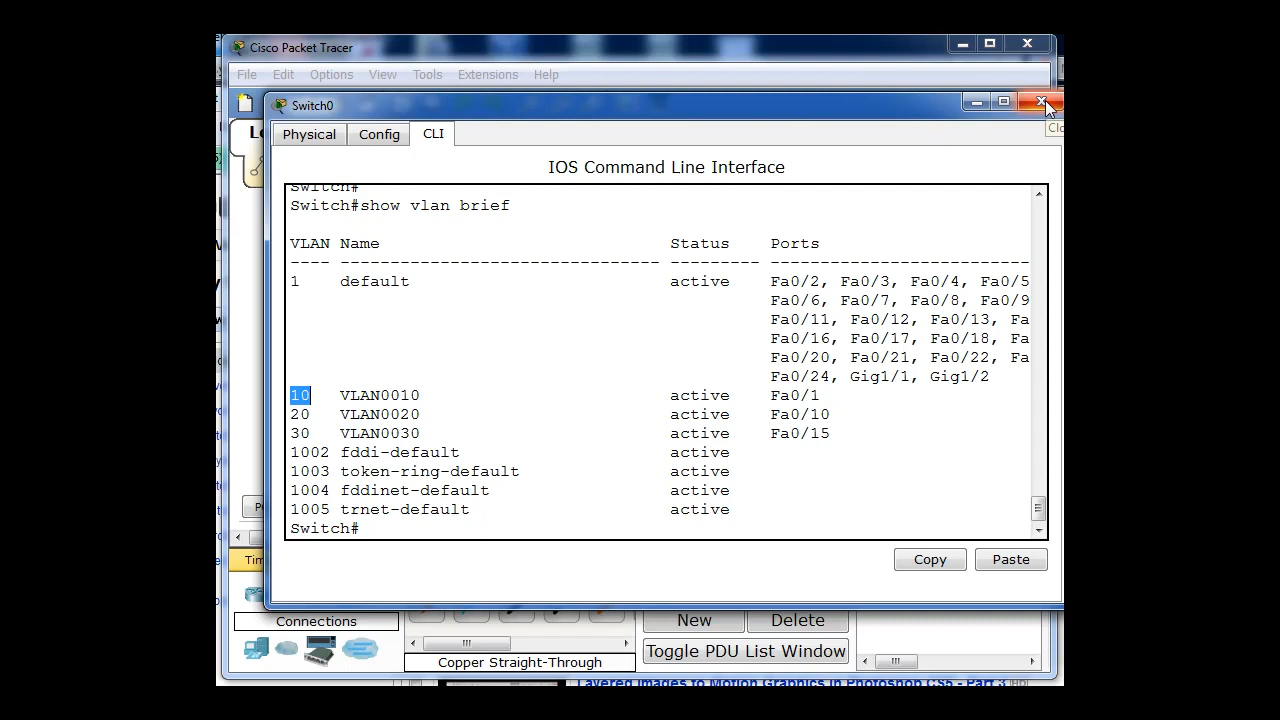 Cisco Packet Tracer
File Edit Options View Tools Extensions Help
Switch0
Physical Config CLI
IOS Command Line Interface
Switch#
Switch#show vlan brief
VLAN Name Status Ports
---- -------------------------------- --------- --------------------------
1 default active Fa0/2, Fa0/3, Fa0/4, Fa0/5
Fa0/6, Fa0/7, Fa0/8, Fa0/9
Fa0/11, Fa0/12, Fa0/13, Fa
Fa0/16, Fa0/17, Fa0/18, Fa
Fa0/20, Fa0/21, Fa0/22, Fa
Fa0/24, Gig1/1, Gig1/2
10 VLAN0010 active Fa0/1
20 VLAN0020 active Fa0/10
30 VLAN0030 active Fa0/15
1002 fddi-default active
1003 token-ring-default active
1004 fddinet-default active
1005 trnet-default active
Switch#
Copy Paste
Connections
New Delete
Toggle PDU List Window
Copper Straight-Through
Layered Images to Motion Graphics in Photoshop CS5 - Part 3